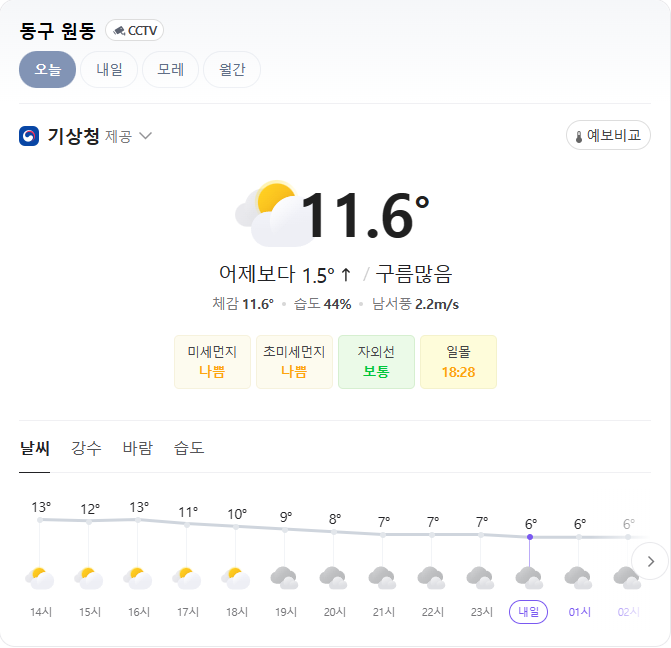 동구 원동 CCTV
오늘 내일 모레 월간
기상청 제공 예보비교
11.6°
어제보다 1.5° ↑ / 구름많음
체감 11.6° • 습도 44% • 남서풍 2.2m/s
미세먼지 초미세먼지 자외선 일몰
나쁨 나쁨 보통 18:28
날씨 강수 바람 습도
13° 12° 13° 11° 10° 9° 8° 7° 7° 7° 6° 6° 6°
14시 15시 16시 17시 18시 19시 20시 21시 22시 23시 내일 01시 02시